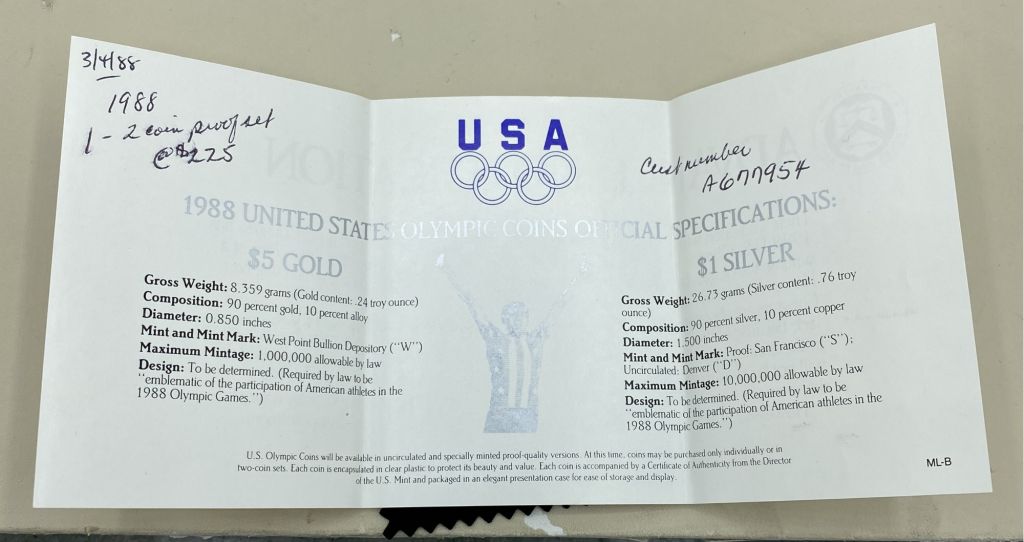 3/4/88
1988
1 - 2 coin proof set
@ $225
USA
Cust number
A677954
1988 UNITED STATES OLYMPIC COINS OFFICIAL SPECIFICATIONS:
$5 GOLD
Gross Weight: 8.359 grams (Gold content: .24 troy ounce)
Composition: 90 percent gold, 10 percent alloy
Diameter: 0.850 inches
Mint and Mint Mark: West Point Bullion Depository ("W")
Maximum Mintage: 1,000,000 allowable by law
Design: To be determined. (Required by law to be
"emblematic of the participation of American athletes in the
1988 Olympic Games.")
$1 SILVER
Gross Weight: 26.73 grams (Silver content: .76 troy
ounce)
Composition: 90 percent silver, 10 percent copper
Diameter: 1.500 inches
Mint and Mint Mark: Proof: San Francisco ("S");
Uncirculated: Denver ("D")
Maximum Mintage: 10,000,000 allowable by law
Design: To be determined. (Required by law to be
"emblematic of the participation of American athletes in the
1988 Olympic Games.")
U.S. Olympic Coins will be available in uncirculated and specially minted proof-quality versions. At this time, coins may be purchased only individually or in
two-coin sets. Each coin is encapsulated in clear plastic to protect its beauty and value. Each coin is accompanied by a Certificate of Authenticity from the Director
of the U.S. Mint and packaged in an elegant presentation case for ease of storage and display.
ML-B